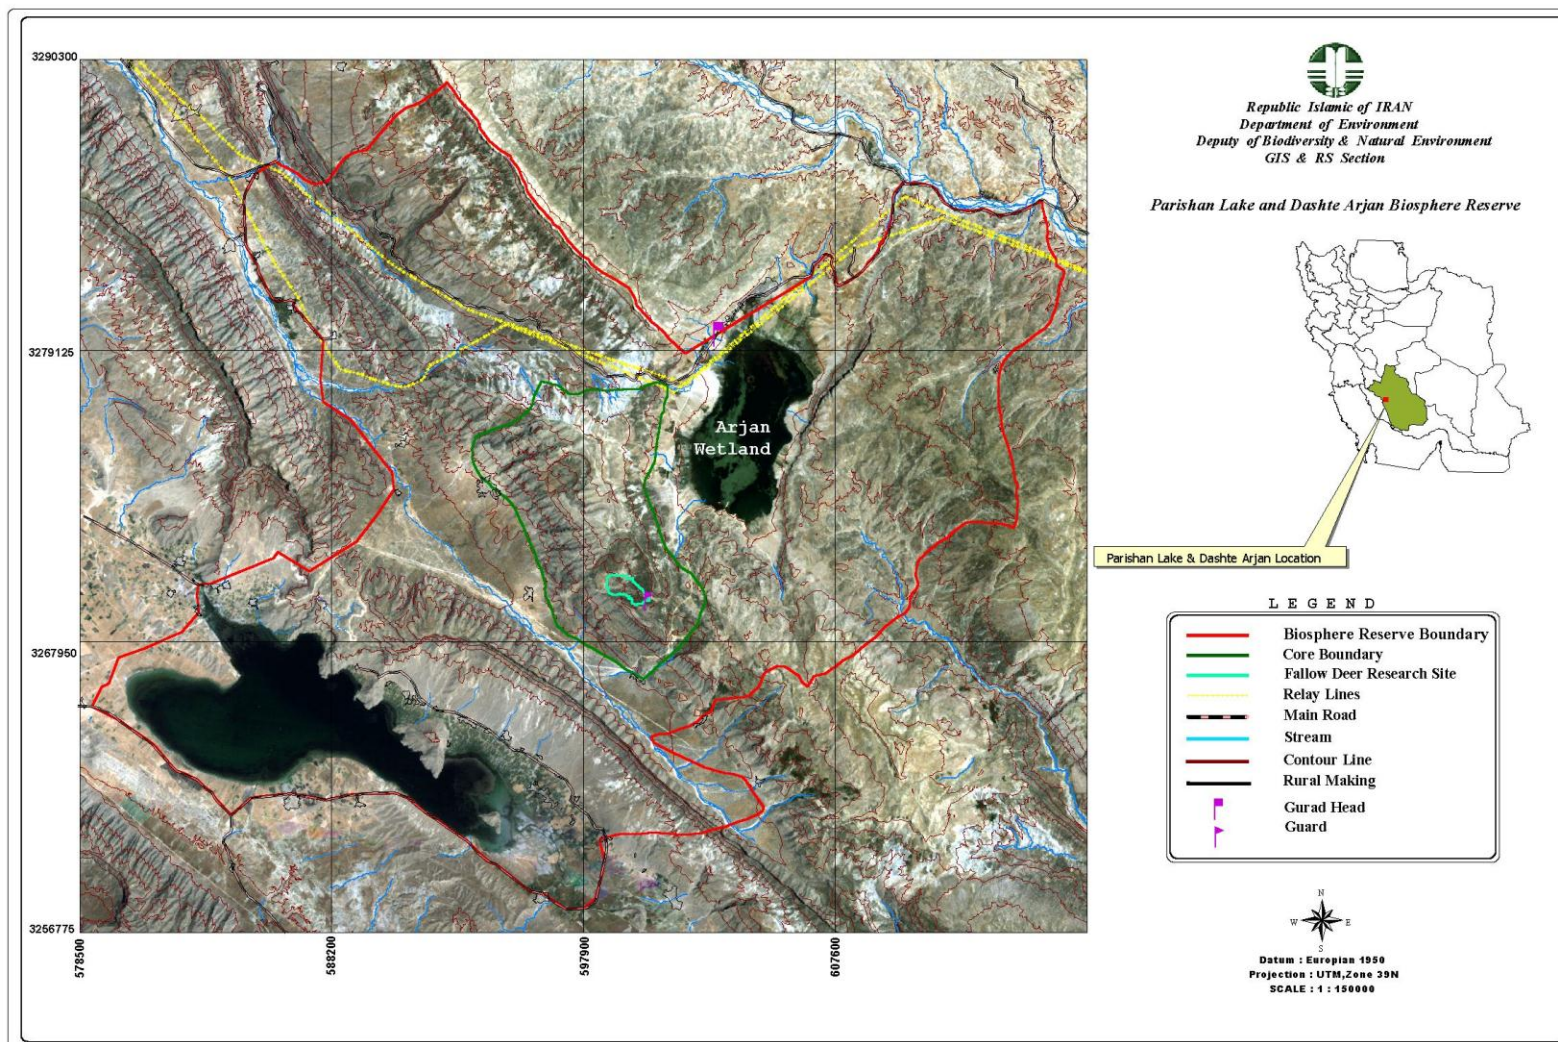 3290300
3279125
3267950
3256775
578500
588200
597900
607600
Arjan
Wetland
Republic Islamic of IRAN
Department of Environment
Deputy of Biodiversity & Natural Environment
GIS & RS Section
Parishan Lake and Dashte Arjan Biosphere Reserve
Parishan Lake & Dashte Arjan Location
LEGEND
Biosphere Reserve Boundary
Core Boundary
Fallow Deer Research Site
Relay Lines
Main Road
Stream
Contour Line
Rural Making
Gurad Head
Guard
N
W E
S
Datum : Europian 1950
Projection : UTM,Zone 39N
SCALE : 1 : 150000